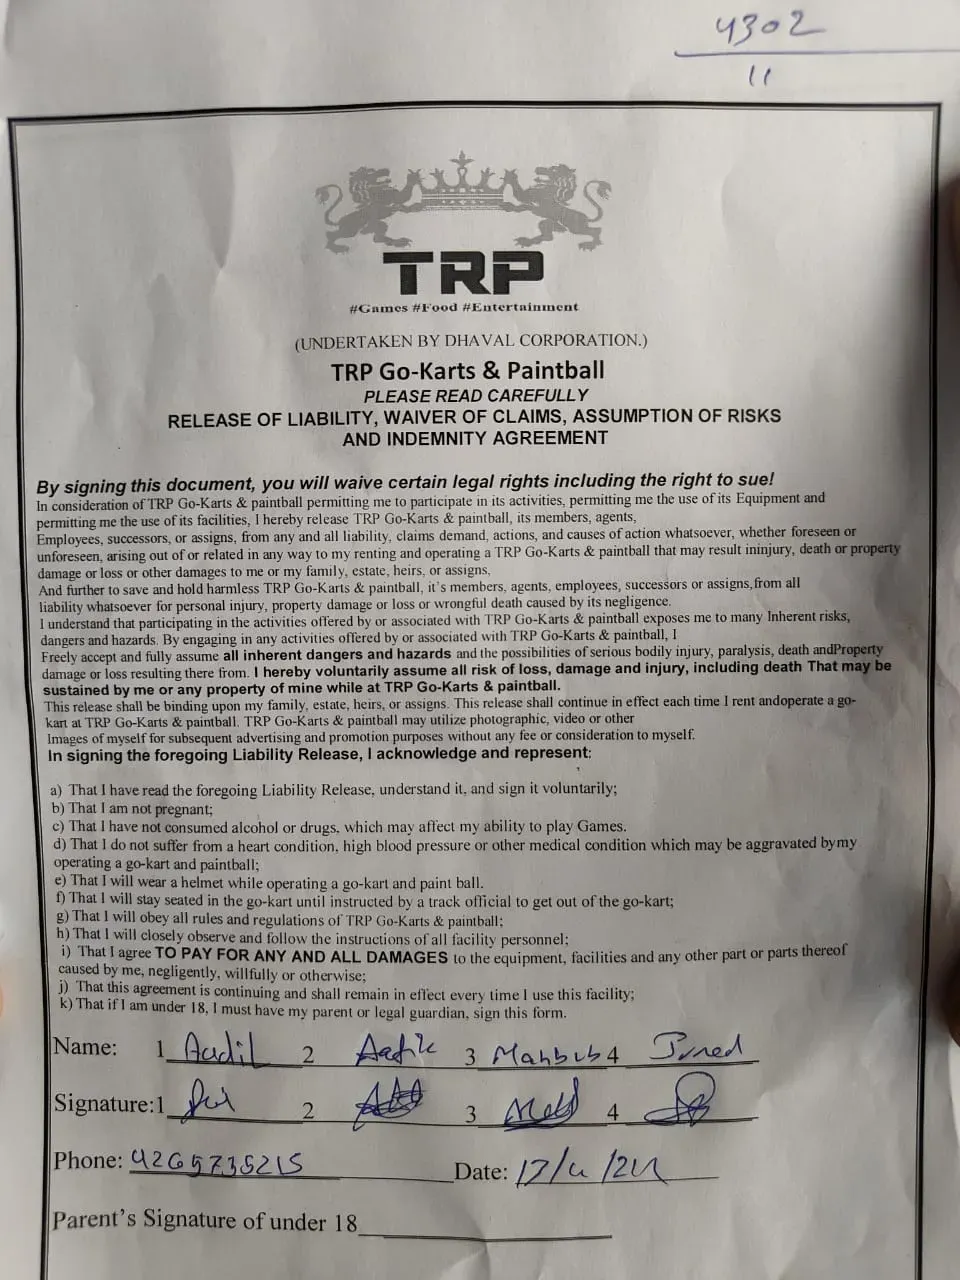 4302
11
TRP
#Games #Food #Entertainment
(UNDERTAKEN BY DHAVAL CORPORATION.)
TRP Go-Karts & Paintball
PLEASE READ CAREFULLY
RELEASE OF LIABILITY, WAIVER OF CLAIMS, ASSUMPTION OF RISKS
AND INDEMNITY AGREEMENT
By signing this document, you will waive certain legal rights including the right to sue!
In consideration of TRP Go-Karts & paintball permitting me to participate in its activities, permitting me the use of its Equipment and
permitting me the use of its facilities, I hereby release TRP Go-Karts & paintball, its members, agents,
Employees, successors, or assigns, from any and all liability, claims demand, actions, and causes of action whatsoever, whether foreseen or
unforeseen, arising out of or related in any way to my renting and operating a TRP Go-Karts & paintball that may result ininjury, death or property
damage or loss or other damages to me or my family, estate, heirs, or assigns.
And further to save and hold harmless TRP Go-Karts & paintball, it's members, agents, employees, successors or assigns,from all
liability whatsoever for personal injury, property damage or loss or wrongful death caused by its negligence.
I understand that participating in the activities offered by or associated with TRP Go-Karts & paintball exposes me to many Inherent risks,
dangers and hazards. By engaging in any activities offered by or associated with TRP Go-Karts & paintball, I
Freely accept and fully assume all inherent dangers and hazards and the possibilities of serious bodily injury, paralysis, death andProperty
damage or loss resulting there from. I hereby voluntarily assume all risk of loss, damage and injury, including death That may be
sustained by me or any property of mine while at TRP Go-Karts & paintball.
This release shall be binding upon my family, estate, heirs, or assigns. This release shall continue in effect each time I rent andoperate a go-
kart at TRP Go-Karts & paintball. TRP Go-Karts & paintball may utilize photographic, video or other
Images of myself for subsequent advertising and promotion purposes without any fee or consideration to myself.
In signing the foregoing Liability Release, I acknowledge and represent:
a) That I have read the foregoing Liability Release, understand it, and sign it voluntarily;
b) That I am not pregnant;
c) That I have not consumed alcohol or drugs, which may affect my ability to play Games.
d) That I do not suffer from a heart condition, high blood pressure or other medical condition which may be aggravated bymy
operating a go-kart and paintball;
e) That I will wear a helmet while operating a go-kart and paint ball.
f) That I will stay seated in the go-kart until instructed by a track official to get out of the go-kart;
g) That I will obey all rules and regulations of TRP Go-Karts & paintball;
h) That I will closely observe and follow the instructions of all facility personnel;
i) That I agree TO PAY FOR ANY AND ALL DAMAGES to the equipment, facilities and any other part or parts thereof
caused by me, negligently, willfully or otherwise;
j) That this agreement is continuing and shall remain in effect every time I use this facility;
k) That if I am under 18, I must have my parent or legal guardian, sign this form.
Name: 1 Aadil 2 3 Mahbub 4
Signature:1 2 3 4
Phone: Date:
Parent's Signature of under 18